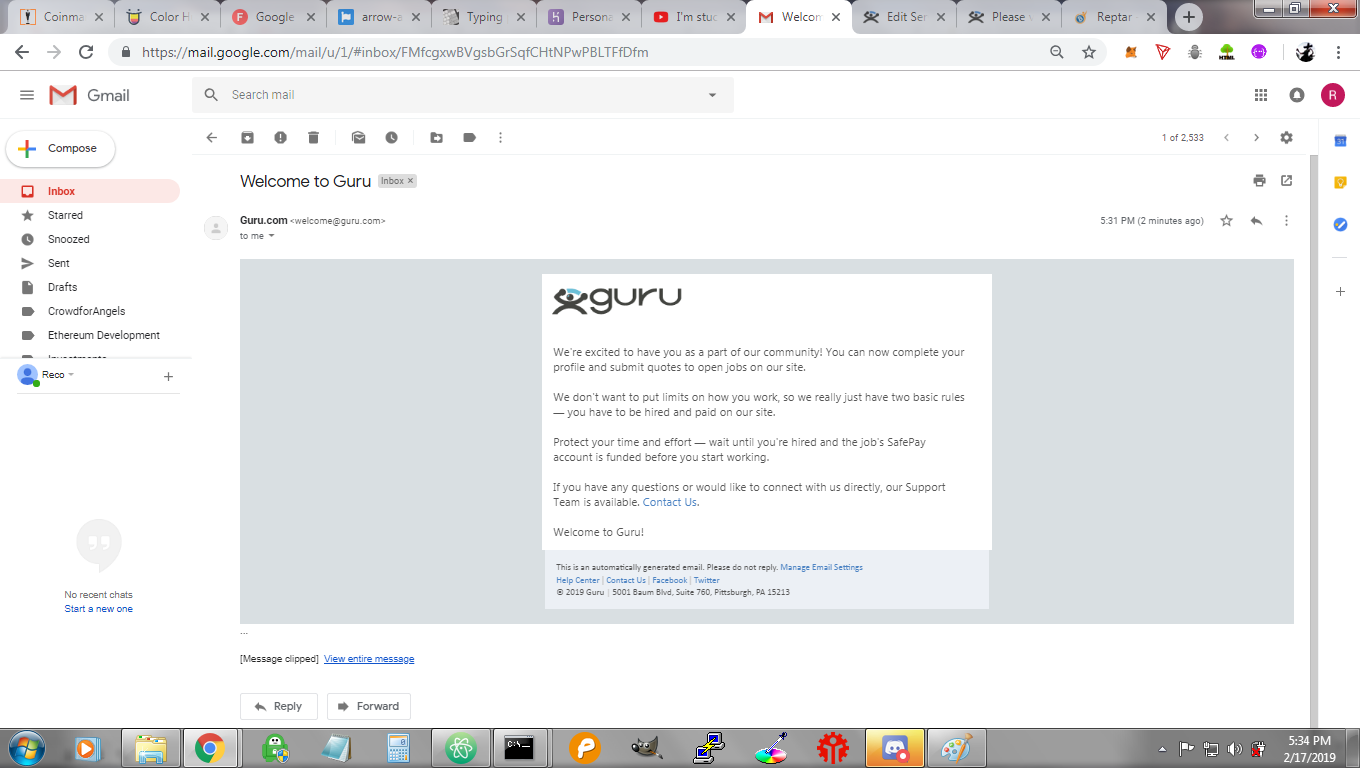 Coinma
Color H
Google
arrow-a
Typing
Persona
I'm stuc
Welcom
Edit Ser
Please v
Reptar
https://mail.google.com/mail/u/1/#inbox/FMfcgxwBVgsbGrSqfCHtNPwPBLTFfDfm
Gmail
Search mail
R
Compose
1 of 2,533
Inbox
Starred
Snoozed
Sent
Drafts
CrowdforAngels
Ethereum Development
Investments
Reco
No recent chats
Start a new one
Welcome to Guru Inbox x
Guru.com <welcome@guru.com> 5:31 PM (2 minutes ago)
to me
guru
We're excited to have you as a part of our community! You can now complete your
profile and submit quotes to open jobs on our site.
We don't want to put limits on how you work, so we really just have two basic rules
— you have to be hired and paid on our site.
Protect your time and effort — wait until you're hired and the job's SafePay
account is funded before you start working.
If you have any questions or would like to connect with us directly, our Support
Team is available. Contact Us.
Welcome to Guru!
This is an automatically generated email. Please do not reply. Manage Email Settings
Help Center | Contact Us | Facebook | Twitter
© 2019 Guru | 5001 Baum Blvd, Suite 760, Pittsburgh, PA 15213
...
[Message clipped] View entire message
Reply
Forward
5:34 PM
2/17/2019